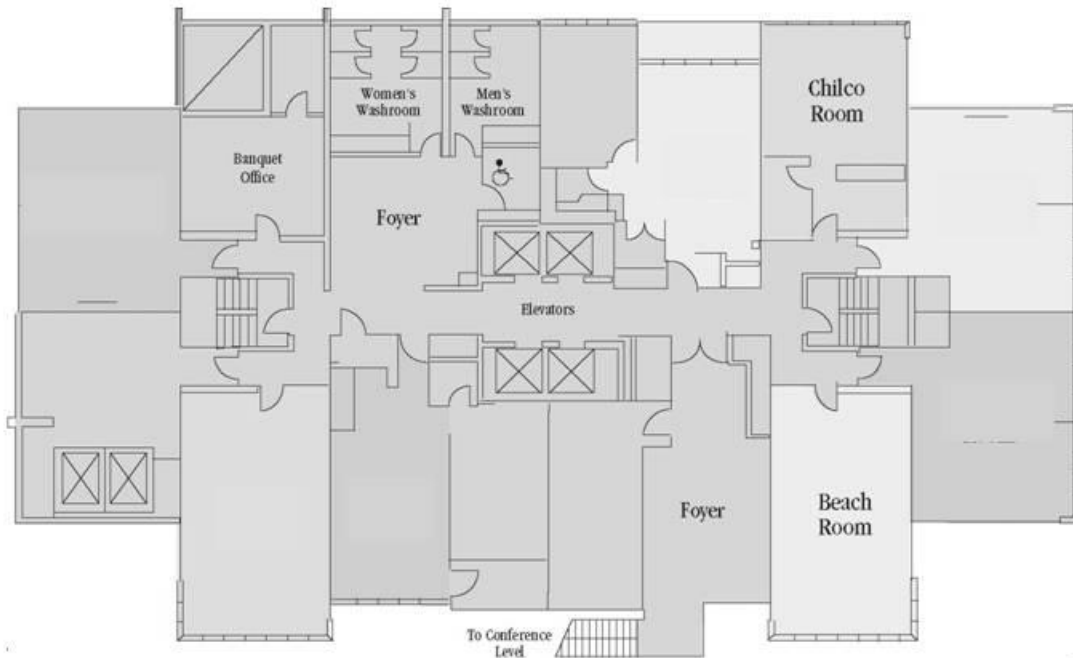 Women's
Washroom
Men's
Washroom
Chilco
Room
Banquet
Office
Foyer
Elevators
Foyer
Beach
Room
To Conference
Level